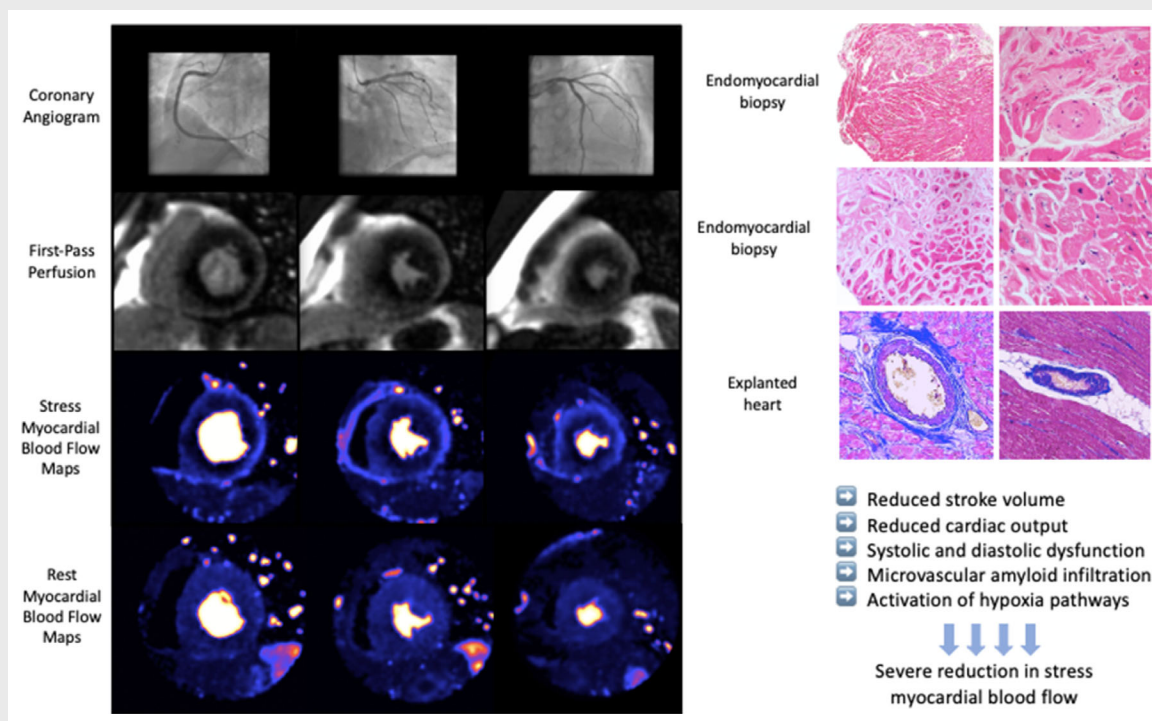 Coronary
Angiogram
First-Pass
Perfusion
Stress
Myocardial
Blood Flow
Maps
Rest
Myocardial
Blood Flow
Maps
Endomyocardial
biopsy
Endomyocardial
biopsy
Explanted
heart
Reduced stroke volume
Reduced cardiac output
Systolic and diastolic dysfunction
Microvascular amyloid infiltration
Activation of hypoxia pathways
Severe reduction in stress
myocardial blood flow